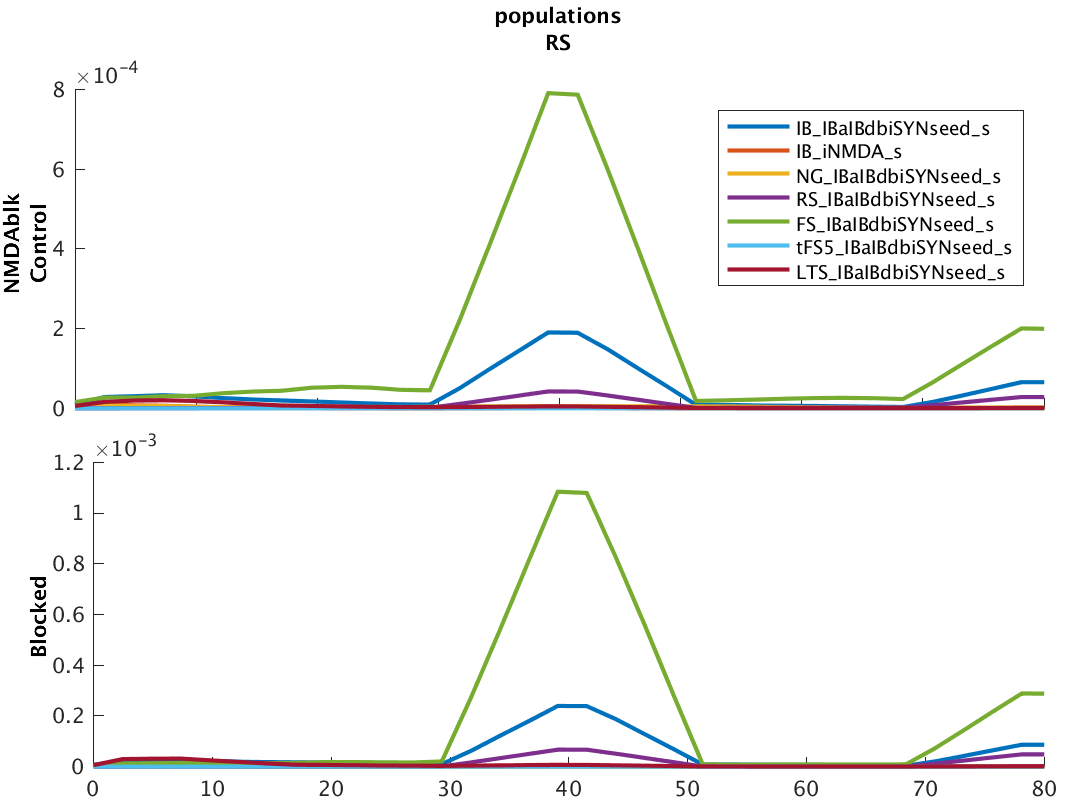 populations
RS
×10⁻⁴
8
6
4
2
0
NMDAblk
Control
IB_IBaIBdbiSYNseed_s
IB_iNMDA_s
NG_IBaIBdbiSYNseed_s
RS_IBaIBdbiSYNseed_s
FS_IBaIBdbiSYNseed_s
tFS5_IBaIBdbiSYNseed_s
LTS_IBaIBdbiSYNseed_s
×10⁻³
1.2
1
0.8
0.6
0.4
0.2
0
Blocked
0 10 20 30 40 50 60 70 80